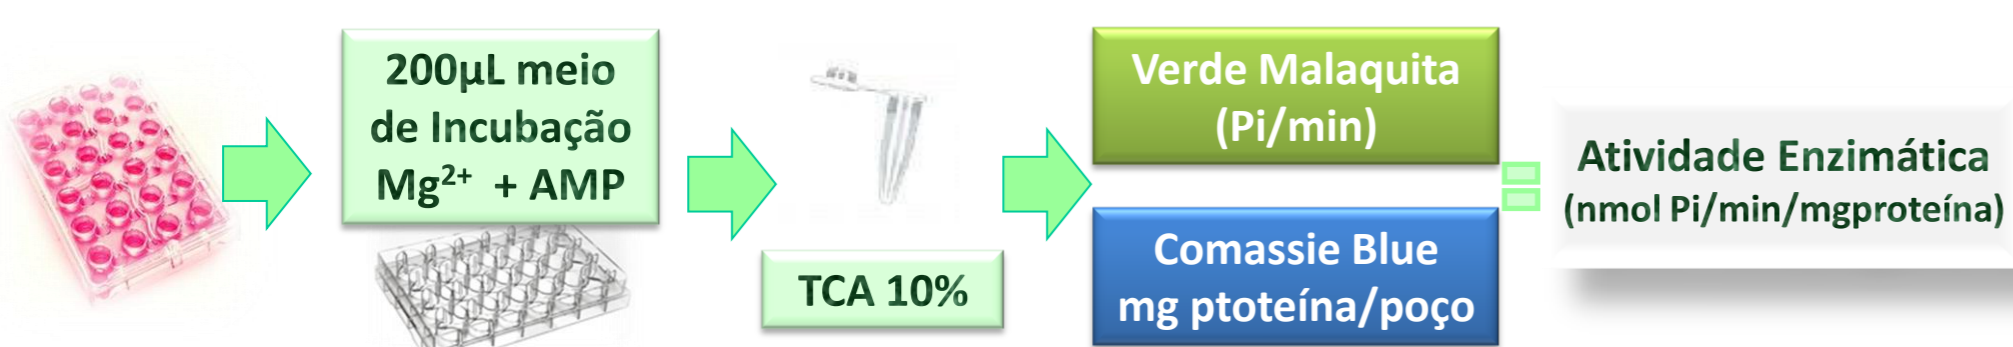 200µL meio
de Incubação
Mg²⁺ + AMP
TCA 10%
Verde Malaquita
(Pi/min)
Comassie Blue
mg ptoteína/poço
Atividade Enzimática
(nmol Pi/min/mgproteína)